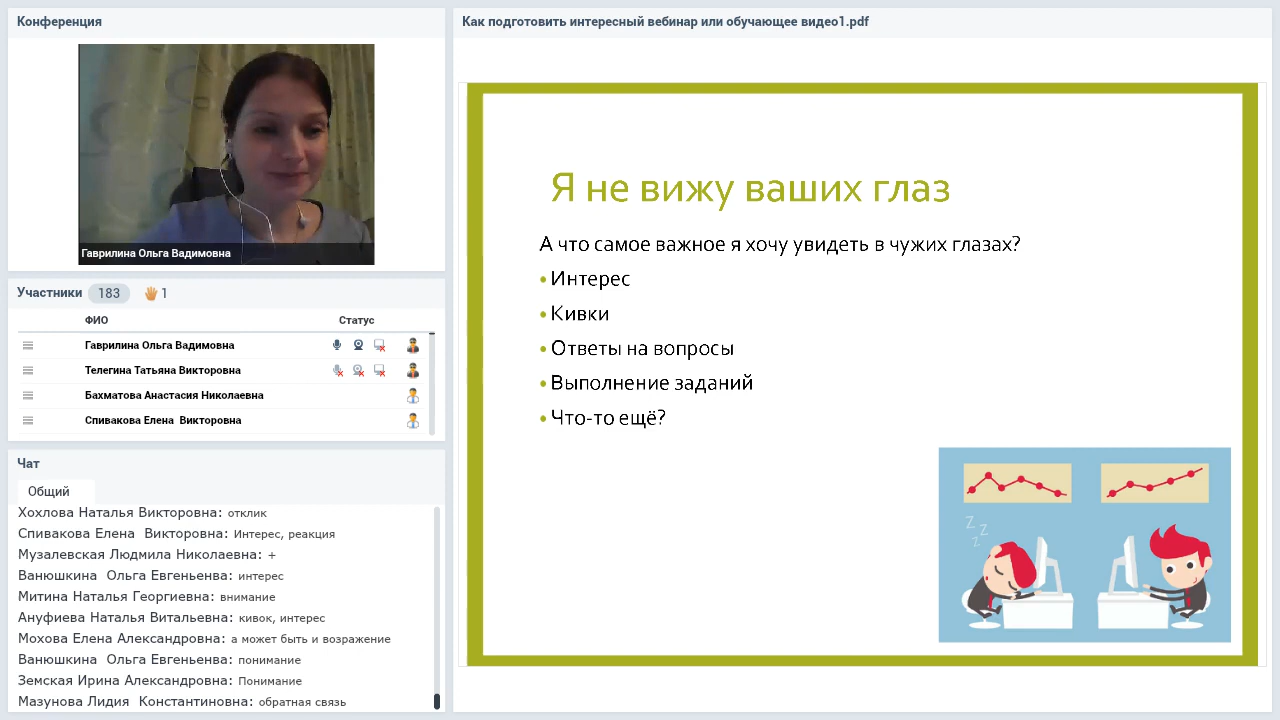 Конференция
Гаврилина Ольга Вадимовна
Участники 183 1
ФИО Статус
Гаврилина Ольга Вадимовна
Телегина Татьяна Викторовна
Бахматова Анастасия Николаевна
Спивакова Елена Викторовна
Чат
Общий
Хохлова Наталья Викторовна: отклик
Спивакова Елена Викторовна: Интерес, реакция
Музалевская Людмила Николаевна: +
Ванюшкина Ольга Евгеньенва: интерес
Митина Наталья Георгиевна: внимание
Ануфиева Наталья Витальевна: кивок, интерес
Мохова Елена Александровна: а может быть и возражение
Ванюшкина Ольга Евгеньенва: понимание
Земская Ирина Александровна: Понимание
Мазунова Лидия Константиновна: обратная связь
Как подготовить интересный вебинар или обучающее видео1.pdf
Я не вижу ваших глаз
А что самое важное я хочу увидеть в чужих глазах?
• Интерес
• Кивки
• Ответы на вопросы
• Выполнение заданий
• Что-то ещё?
Z Z
Z